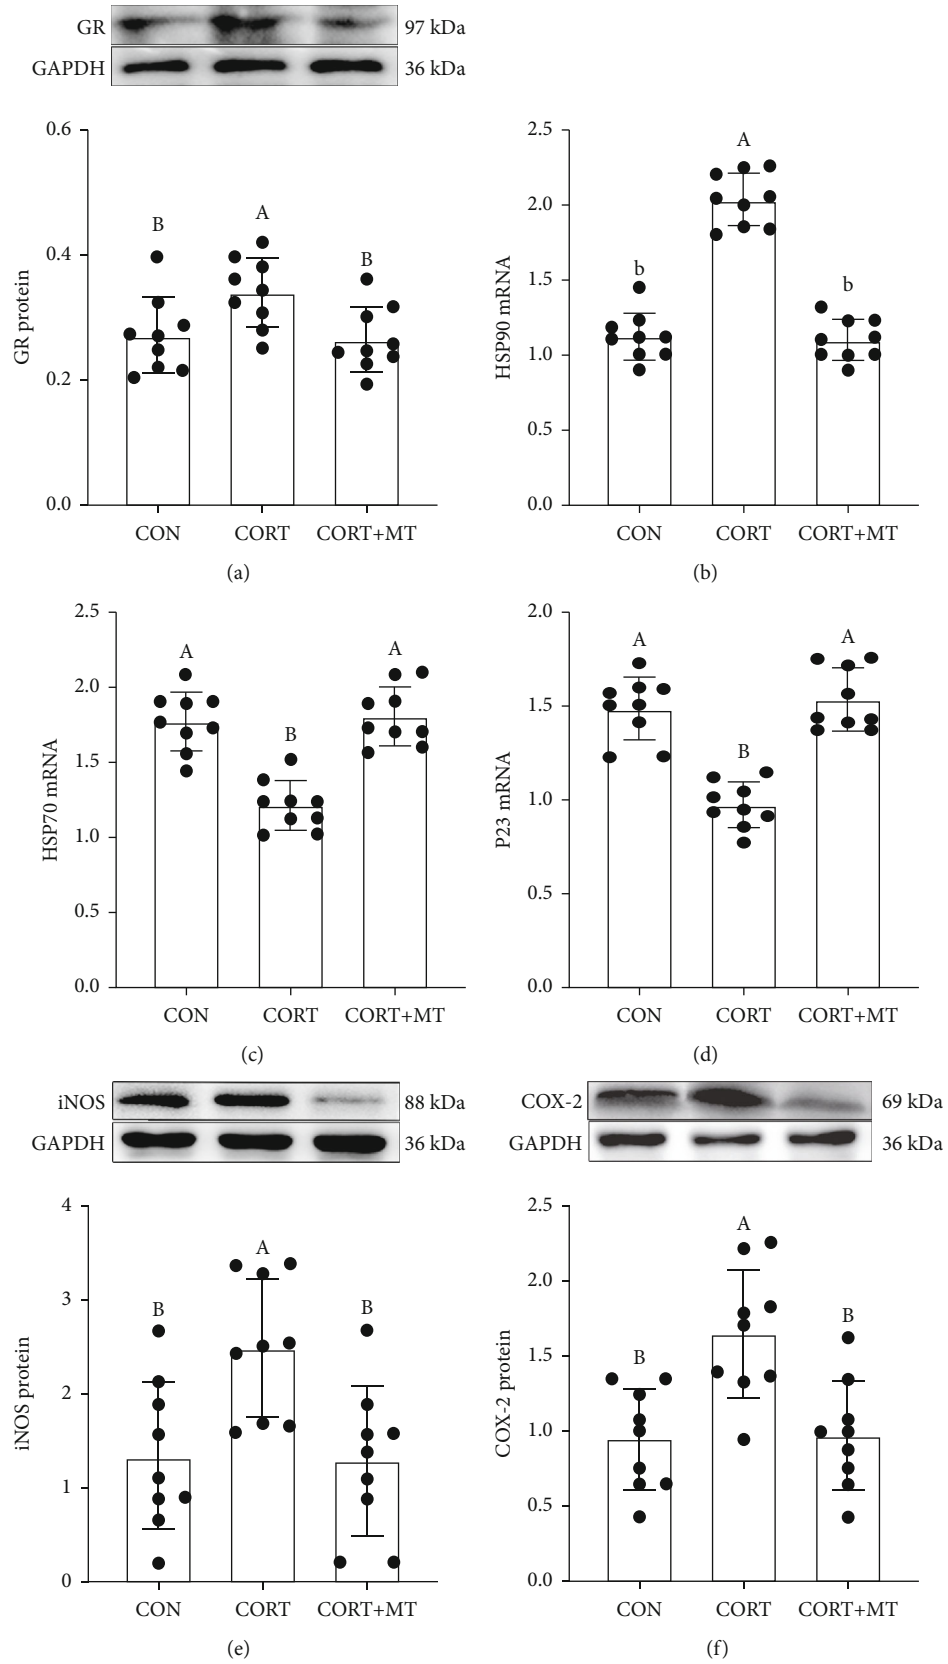 GR 97 kDa
GAPDH 36 kDa
GR protein
0.6
0.4
0.2
0.0
B
A
B
CON CORT CORT+MT
(a)
HSP90 mRNA
2.5
2.0
1.5
1.0
0.5
0.0
b
A
b
CON CORT CORT+MT
(b)
HSP70 mRNA
2.5
2.0
1.5
1.0
0.5
0.0
A
B
A
CON CORT CORT+MT
(c)
P23 mRNA
2.0
1.5
1.0
0.5
0.0
A
B
A
CON CORT CORT+MT
(d)
iNOS 88 kDa
GAPDH 36 kDa
iNOS protein
4
3
2
1
0
B
A
B
CON CORT CORT+MT
(e)
COX-2 69 kDa
GAPDH 36 kDa
COX-2 protein
2.5
2.0
1.5
1.0
0.5
0.0
B
A
B
CON CORT CORT+MT
(f)